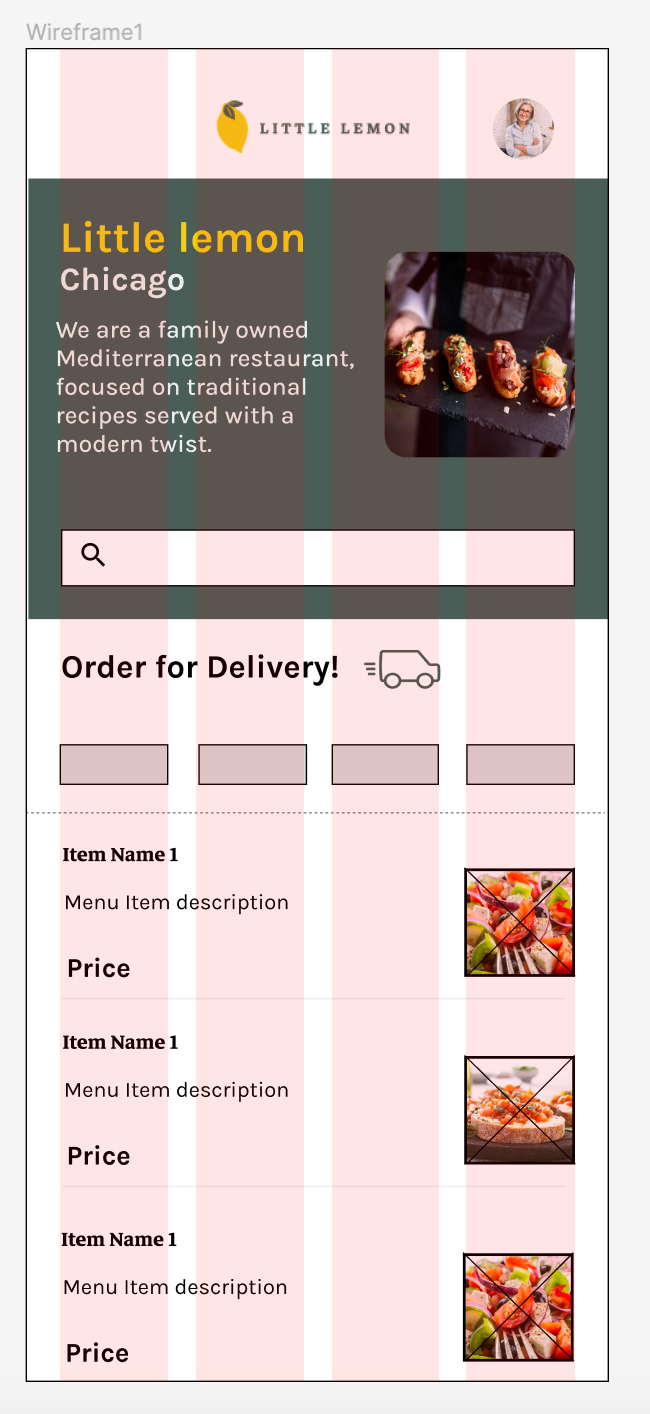 Wireframe1
LITTLE LEMON
Little lemon
Chicago
We are a family owned
Mediterranean restaurant,
focused on traditional
recipes served with a
modern twist.
Order for Delivery!
Item Name 1
Menu Item description
Price
Item Name 1
Menu Item description
Price
Item Name 1
Menu Item description
Price